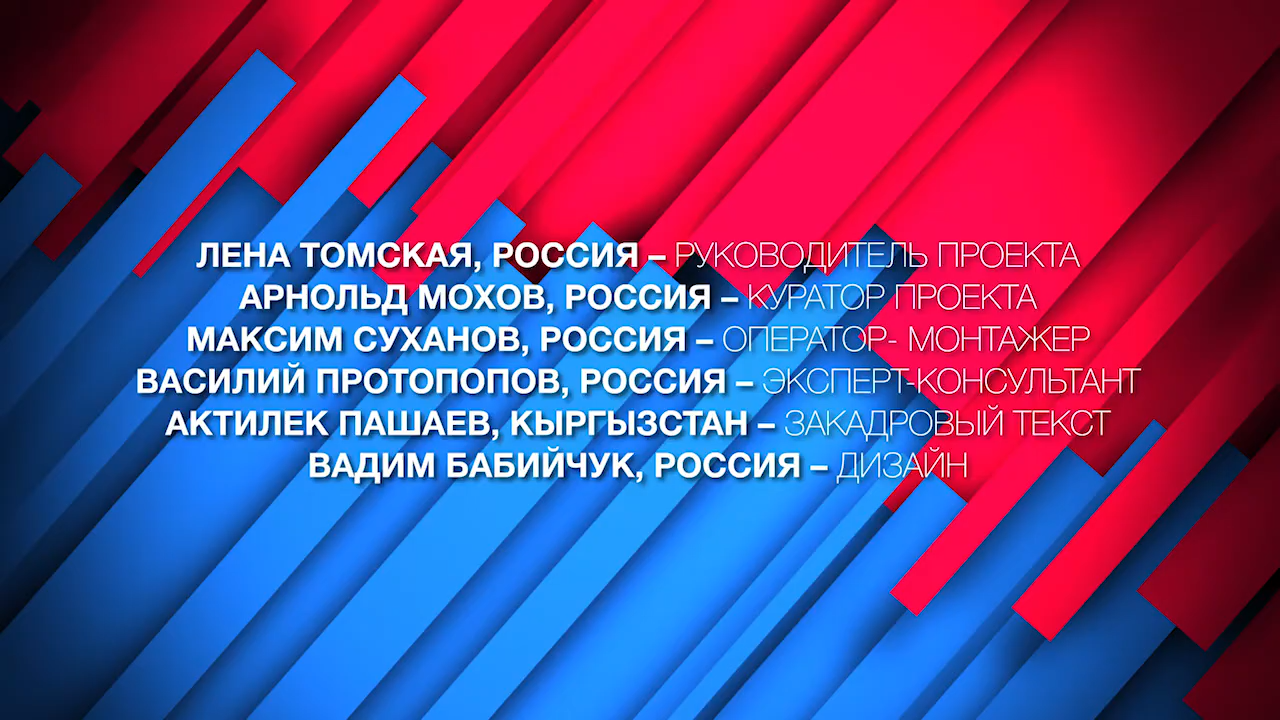 ЛЕНА ТОМСКАЯ, РОССИЯ – РУКОВОДИТЕЛЬ ПРОЕКТА
АРНОЛЬД МОХОВ, РОССИЯ – КУРАТОР ПРОЕКТА
МАКСИМ СУХАНОВ, РОССИЯ – ОПЕРАТОР- МОНТАЖЕР
ВАСИЛИЙ ПРОТОПОПОВ, РОССИЯ – ЭКСПЕРТ-КОНСУЛЬТАНТ
АКТИЛЕК ПАШАЕВ, КЫРГЫЗСТАН – ЗАКАДРОВЫЙ ТЕКСТ
ВАДИМ БАБИЙЧУК, РОССИЯ – ДИЗАЙН